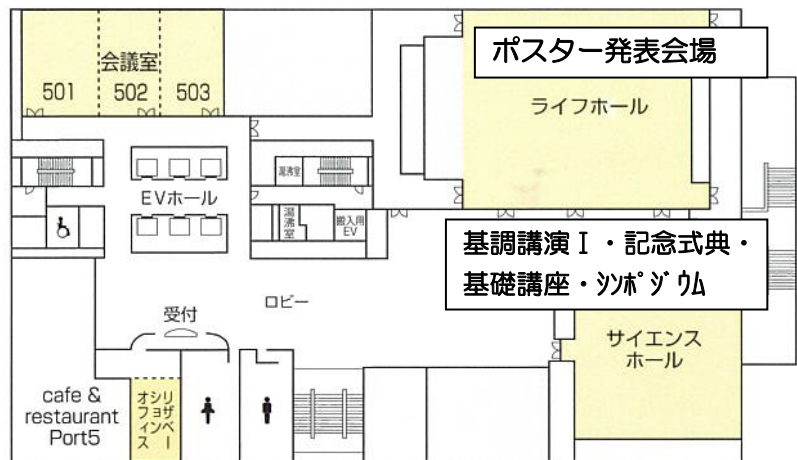 ポスター発表会場
会議室
501
502
503
ライフホール
湯沸室
EVホール
湯沸室
搬入用
EV
基調講演Ⅰ・記念式典・
基礎講座・ｼﾝﾎﾟｼﾞｳﾑ
ロビー
受付
サイエンス
ホール
cafe &
restaurant
Port5
リザベー
ションン
オフィス